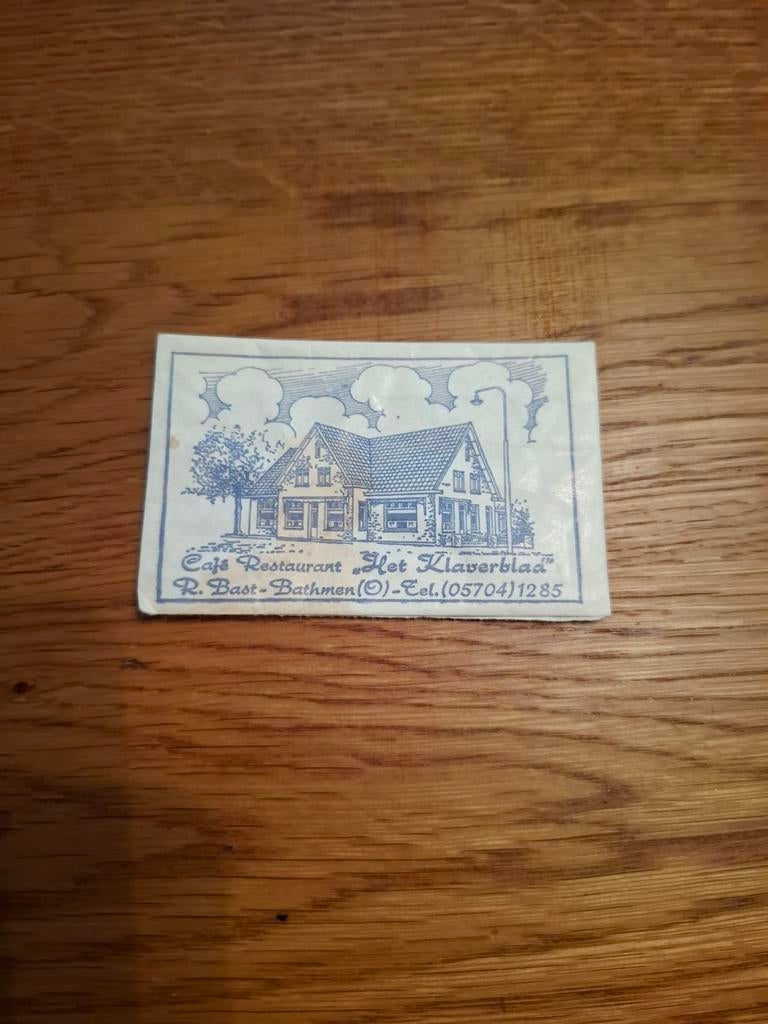 Café Restaurant „Het Klaverblad”
R. Bast - Bathmen (O) - Tel. (05704) 1285